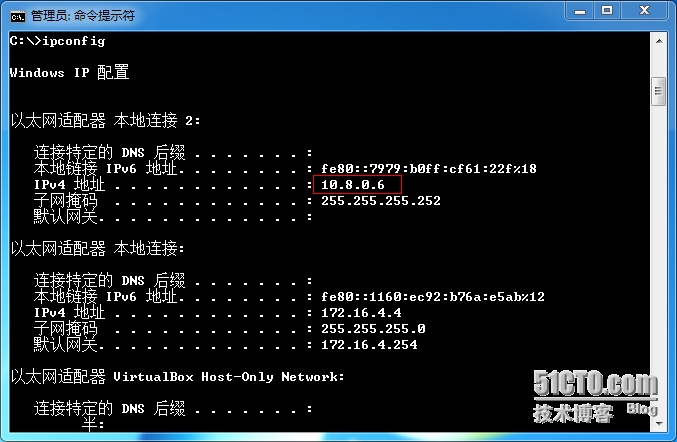 管理员: 命令提示符
C:\>ipconfig
Windows IP 配置
以太网适配器 本地连接 2:
连接特定的 DNS 后缀 . . . . . . . :
本地链接 IPv6 地址. . . . . . . . : fe80::7979:b0ff:cf61:22f%18
IPv4 地址 . . . . . . . . . . . . : 10.8.0.6
子网掩码 . . . . . . . . . . . . : 255.255.255.252
默认网关. . . . . . . . . . . . . :
以太网适配器 本地连接:
连接特定的 DNS 后缀 . . . . . . . :
本地链接 IPv6 地址. . . . . . . . : fe80::1160:ec92:b76a:e5ab%12
IPv4 地址 . . . . . . . . . . . . : 172.16.4.4
子网掩码 . . . . . . . . . . . . : 255.255.255.0
默认网关. . . . . . . . . . . . . : 172.16.4.254
以太网适配器 VirtualBox Host-Only Network:
连接特定的 DNS 后缀 . . . . . . . :
半:
51CTO.com
技术博客 Blog